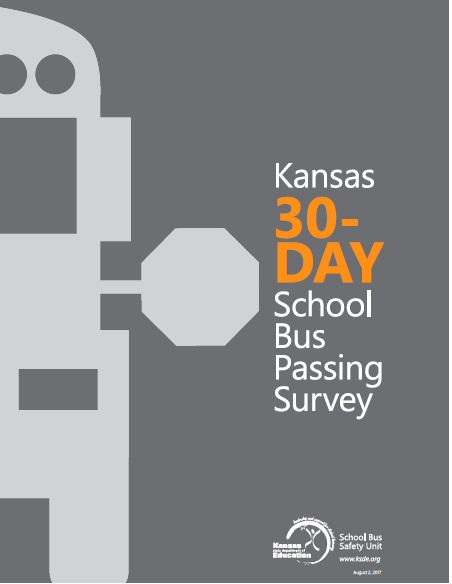 Kansas
30-
DAY
School
Bus
Passing
Survey
Kansas
state department of
Education
School Bus
Safety Unit
www.ksde.org
August 2, 2017